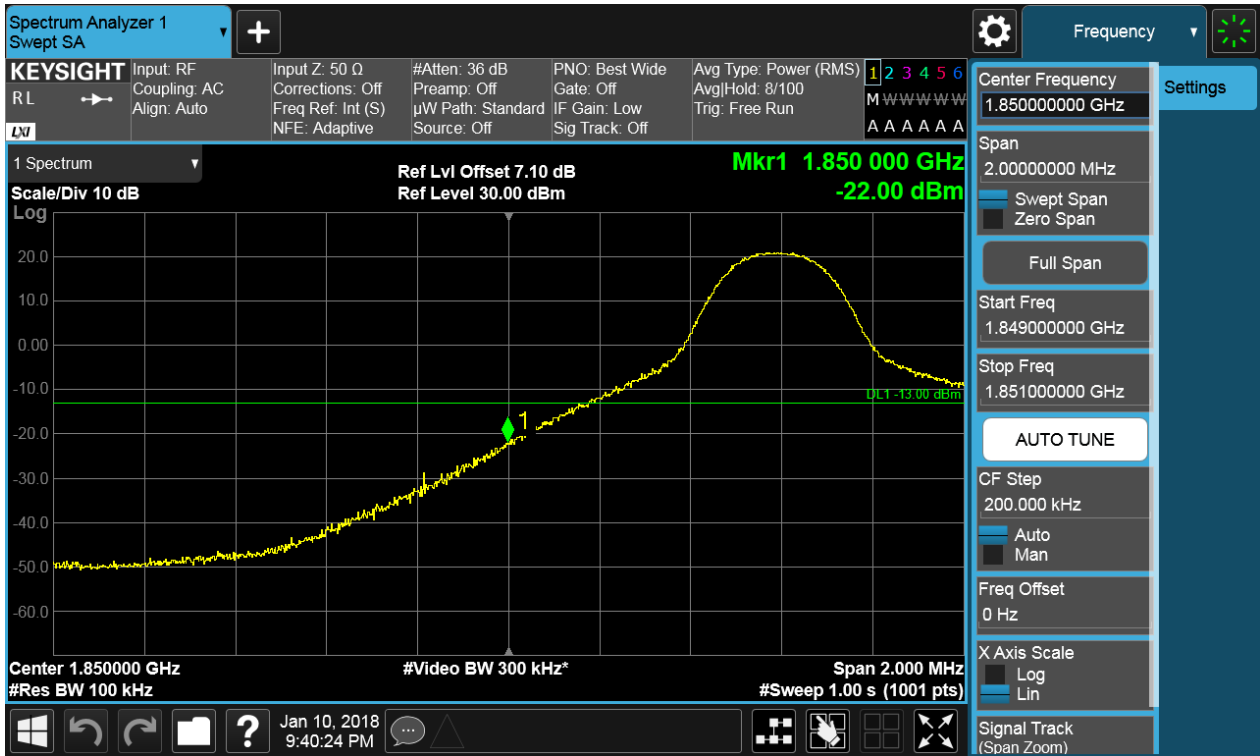 Spectrum Analyzer 1
Swept SA
+
Frequency
KEYSIGHT
R L
LXI
Input: RF
Coupling: AC
Align: Auto
Input Z: 50 Ω
Corrections: Off
Freq Ref: Int (S)
NFE: Adaptive
#Atten: 36 dB
Preamp: Off
µW Path: Standard
Source: Off
PNO: Best Wide
Gate: Off
IF Gain: Low
Sig Track: Off
Avg Type: Power (RMS)
Avg|Hold: 8/100
Trig: Free Run
1 2 3 4 5 6
M W W W W W
A A A A A A
1 Spectrum
Scale/Div 10 dB
Log
Ref Lvl Offset 7.10 dB
Ref Level 30.00 dBm
Mkr1 1.850 000 GHz
-22.00 dBm
20.0
10.0
0.00
-10.0
-20.0
-30.0
-40.0
-50.0
-60.0
DL1 -13.00 dBm
1
Center 1.850000 GHz
#Res BW 100 kHz
#Video BW 300 kHz*
Span 2.000 MHz
#Sweep 1.00 s (1001 pts)
Center Frequency
1.850000000 GHz
Span
2.00000000 MHz
Swept Span
Zero Span
Full Span
Start Freq
1.849000000 GHz
Stop Freq
1.851000000 GHz
AUTO TUNE
CF Step
200.000 kHz
Auto
Man
Freq Offset
0 Hz
X Axis Scale
Log
Lin
Signal Track
(Span Zoom)
Settings
?
Jan 10, 2018
9:40:24 PM